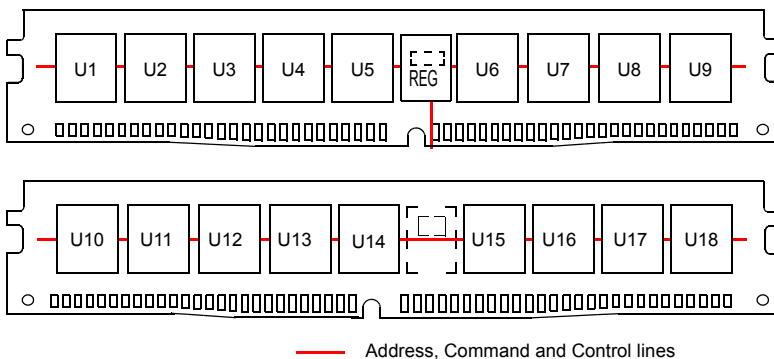 U1 U2 U3 U4 U5 REG U6 U7 U8 U9
U10 U11 U12 U13 U14 U15 U16 U17 U18
Address, Command and Control lines